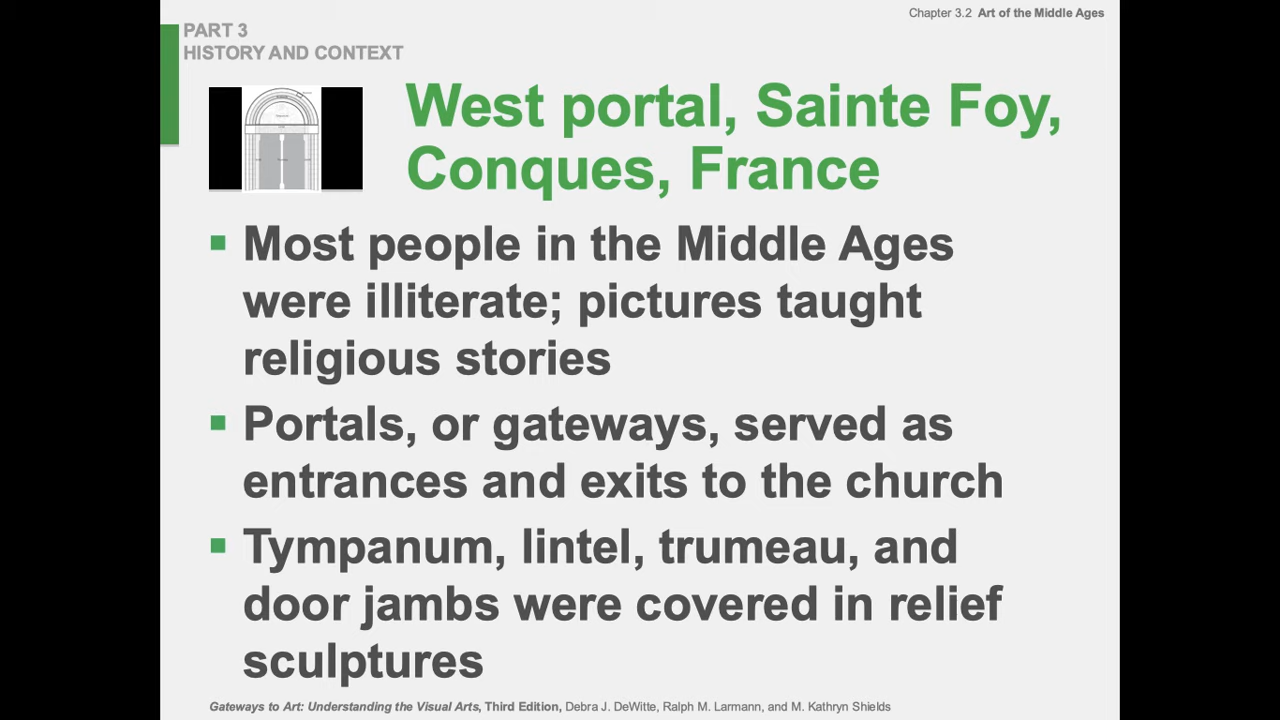 Chapter 3.2 Art of the Middle Ages
PART 3
HISTORY AND CONTEXT
West portal, Sainte Foy,
Conques, France
▪ Most people in the Middle Ages
were illiterate; pictures taught
religious stories
▪ Portals, or gateways, served as
entrances and exits to the church
▪ Tympanum, lintel, trumeau, and
door jambs were covered in relief
sculptures
Gateways to Art: Understanding the Visual Arts, Third Edition, Debra J. DeWitte, Ralph M. Larmann, and M. Kathryn Shields